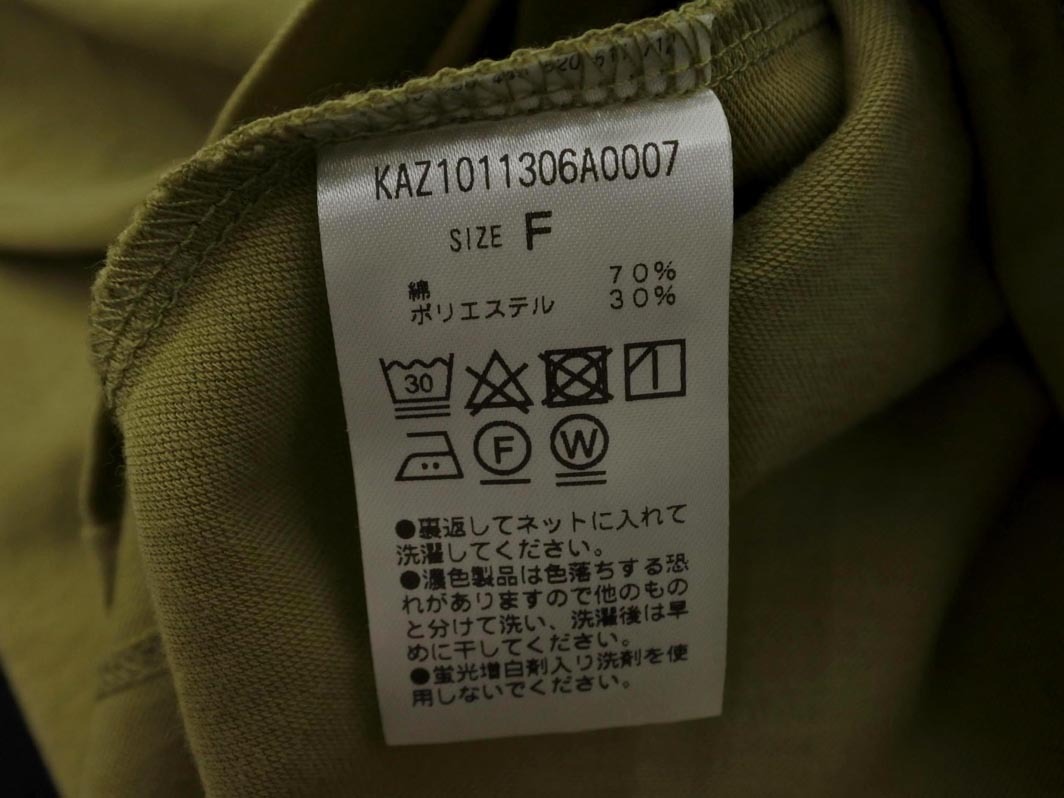 KAZ1011306A0007
SIZE F
綿 70%
ポリエステル 30%
30
F W
●裏返してネットに入れて
洗濯してください。
●濃色製品は色落ちする恐
れがありますので他のもの
と分けて洗い、洗濯後は早
めに干してください。
●蛍光増白剤入り洗剤を使
用しないでください。